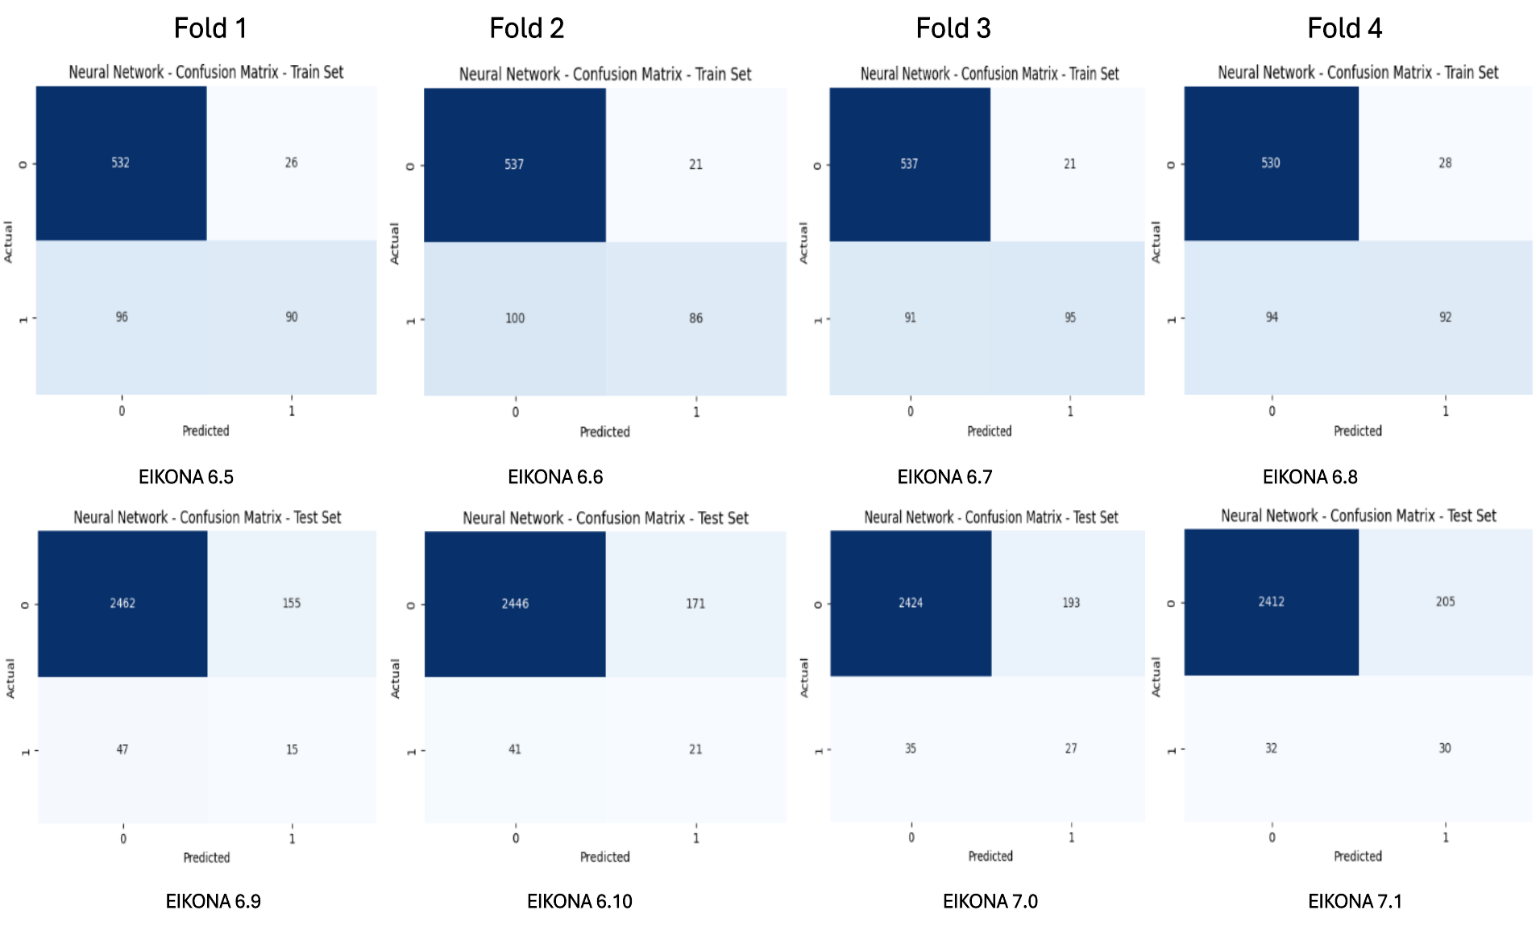 Fold 1
Fold 2
Fold 3
Fold 4
Neural Network - Confusion Matrix - Train Set
0
532
26
Actual
1
96
90
0
1
Predicted
EIKONA 6.5
Neural Network - Confusion Matrix - Train Set
0
537
21
Actual
1
100
86
0
1
Predicted
EIKONA 6.6
Neural Network - Confusion Matrix - Train Set
0
537
21
Actual
1
91
95
0
1
Predicted
EIKONA 6.7
Neural Network - Confusion Matrix - Train Set
0
530
28
Actual
1
94
92
0
1
Predicted
EIKONA 6.8
Neural Network - Confusion Matrix - Test Set
0
2462
155
Actual
1
47
15
0
1
Predicted
EIKONA 6.9
Neural Network - Confusion Matrix - Test Set
0
2446
171
Actual
1
41
21
0
1
Predicted
EIKONA 6.10
Neural Network - Confusion Matrix - Test Set
0
2424
193
Actual
1
35
27
0
1
Predicted
EIKONA 7.0
Neural Network - Confusion Matrix - Test Set
0
2412
205
Actual
1
32
30
0
1
Predicted
EIKONA 7.1